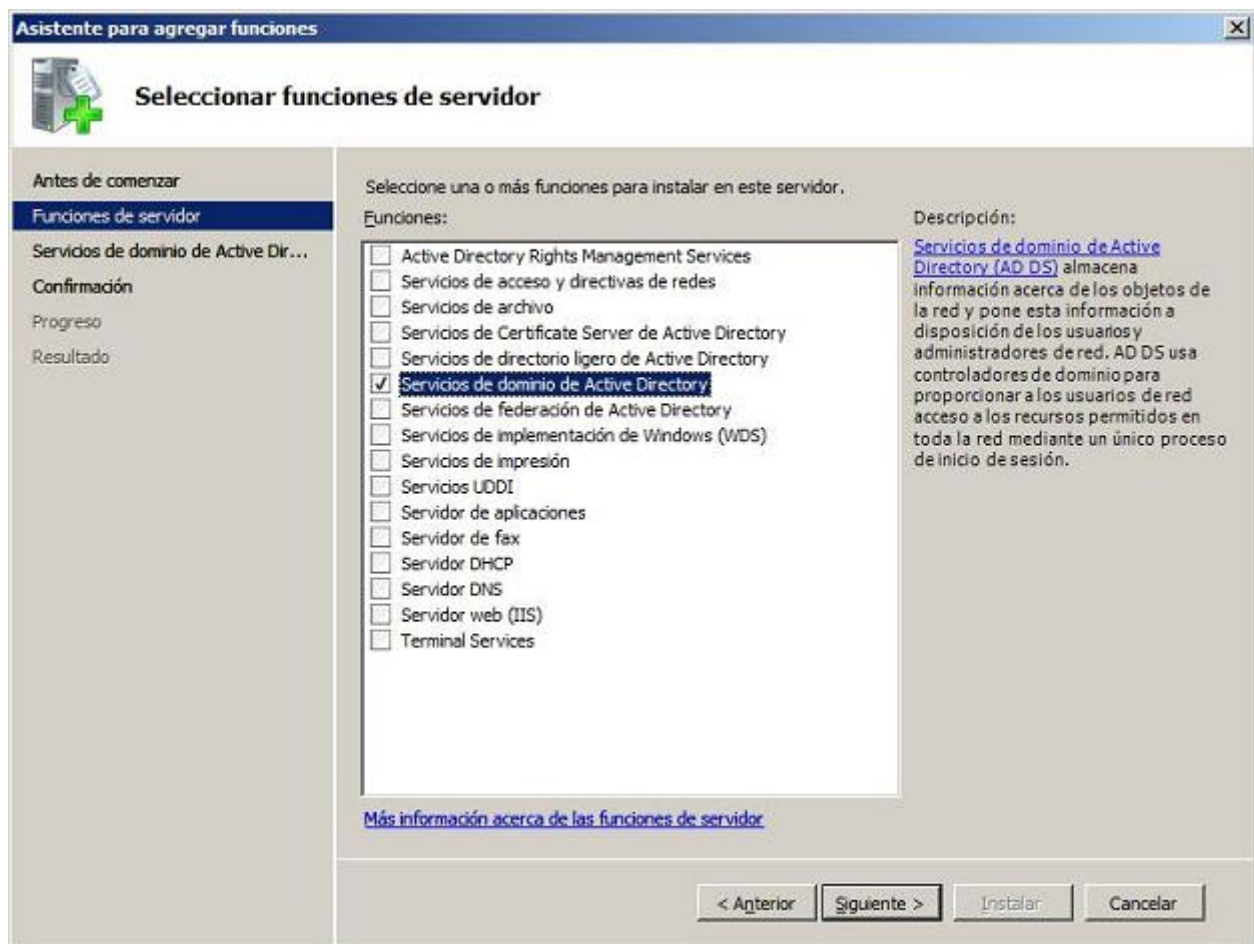 Asistente para agregar funciones
Seleccionar funciones de servidor
Antes de comenzar
Funciones de servidor
Servicios de dominio de Active Dir...
Confirmación
Progreso
Resultado
Seleccione una o más funciones para instalar en este servidor.
Funciones:
Active Directory Rights Management Services
Servicios de acceso y directivas de redes
Servicios de archivo
Servicios de Certificate Server de Active Directory
Servicios de directorio ligero de Active Directory
Servicios de dominio de Active Directory
Servicios de federación de Active Directory
Servicios de implementación de Windows (WDS)
Servicios de impresión
Servicios UDDI
Servidor de aplicaciones
Servidor de fax
Servidor DHCP
Servidor DNS
Servidor web (IIS)
Terminal Services
Más información acerca de las funciones de servidor
Descripción:
Servicios de dominio de Active
Directory (AD DS) almacena
información acerca de los objetos de
la red y pone esta información a
disposición de los usuarios y
administradores de red. AD DS usa
controladores de dominio para
proporcionar a los usuarios de red
acceso a los recursos permitidos en
toda la red mediante un único proceso
de inicio de sesión.
< Anterior
Siguiente >
Instalar
Cancelar